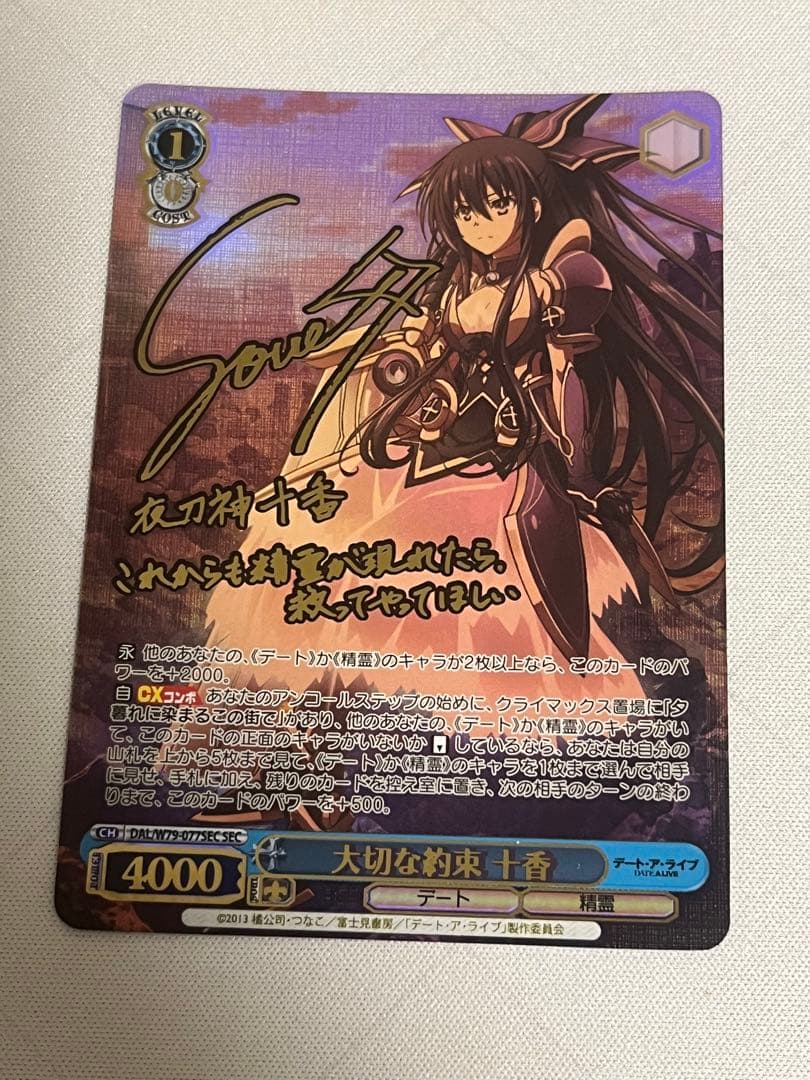 LEVEL
1
0
COST
夜刀神十香
これからも精霊が現れたら、
救ってやってほしい
永 他のあなたの、《デート》か《精霊》のキャラが2枚以上なら、このカードのパ
ワーを+2000。
自 CXコンボ あなたのアンコールステップの始めに、クライマックス置場に「夕
暮れに染まるこの街で」があり、他のあなたの、《デート》か《精霊》のキャラがい
て、このカードの正面のキャラがいないか しているなら、あなたは自分の
山札を上から5枚まで見て、《デート》か《精霊》のキャラを1枚まで選んで相手
に見せ、手札に加え、残りのカードを控え室に置き、次の相手のターンの終わ
りまで、このカードのパワーを+500。
CH DAL/W79-077SEC SEC
POWER 4000 SOUL 大切な約束 十香 デート・ア・ライブ
DATE A LIVE
デート 精霊
©2013 橘公司・つなこ/富士見書房/「デート・ア・ライブ」製作委員会